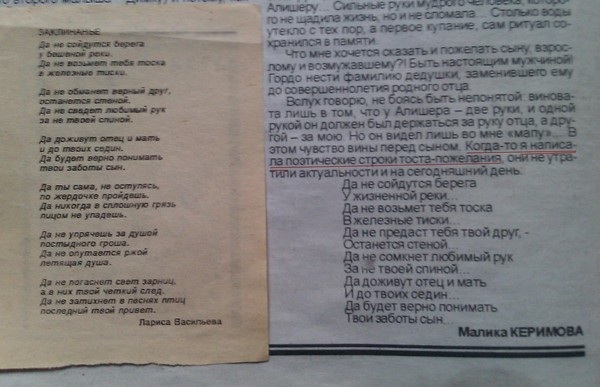 ЗАКЛИНАНЬЕ
Да не сойдутся берега
у бешеной реки.
Да не возьмет тебя тоска
в железные тиски.
Да не обманет верный друг,
останется стеной.
Да не сведет любимый рук
за не твоей спиной.
Да доживут отец и мать
и до твоих седин.
Да будет верно понимать
твои заботы сын.
Да ты сама, не оступясь,
по жердочке пройдешь.
Да никогда в сплошную грязь
лицом не упадешь.
Да не упрячешь за душой
постыдного гроша.
Да не опутается ржой
летящая душа.
Да не погаснет свет зарниц,
а в них твой четкий след.
Да не затихнет в песнях птиц
последний твой привет.
Лариса Васильева
Алишеру... Сильные руки мудрого человека, которо-
го не щадила жизнь, но и не сломала... Столько воды
утекло с тех пор, а первое купание, сам ритуал со-
хранился в памяти.
Что мне хочется сказать и пожелать сыну, взрос-
лому и возмужавшему?! Быть настоящим мужчиной!
Гордо нести фамилию дедушки, заменившего ему
до совершеннолетия родного отца.
Вслух говорю, не боясь быть непонятой: винова-
та лишь в том, что у Алишера – две руки, и одной
рукой он должен был держаться за руку отца, а дру-
гой – за мою. Но он видел лишь во мне «мапу»... В
этом чувство вины перед сыном. Когда-то я написа-
ла поэтические строки тоста-пожелания, они не утра-
тили актуальности и на сегодняшний день:
Да не сойдутся берега
У жизненной реки...
Да не возьмет тебя тоска
В железные тиски...
Да не предаст тебя твой друг, -
Останется стеной...
Да не сомкнет любимый рук
За не твоей спиной...
Да доживут отец и мать
И до твоих седин...
Да будет верно понимать
Твои заботы сын...
Малика КЕРИМОВА